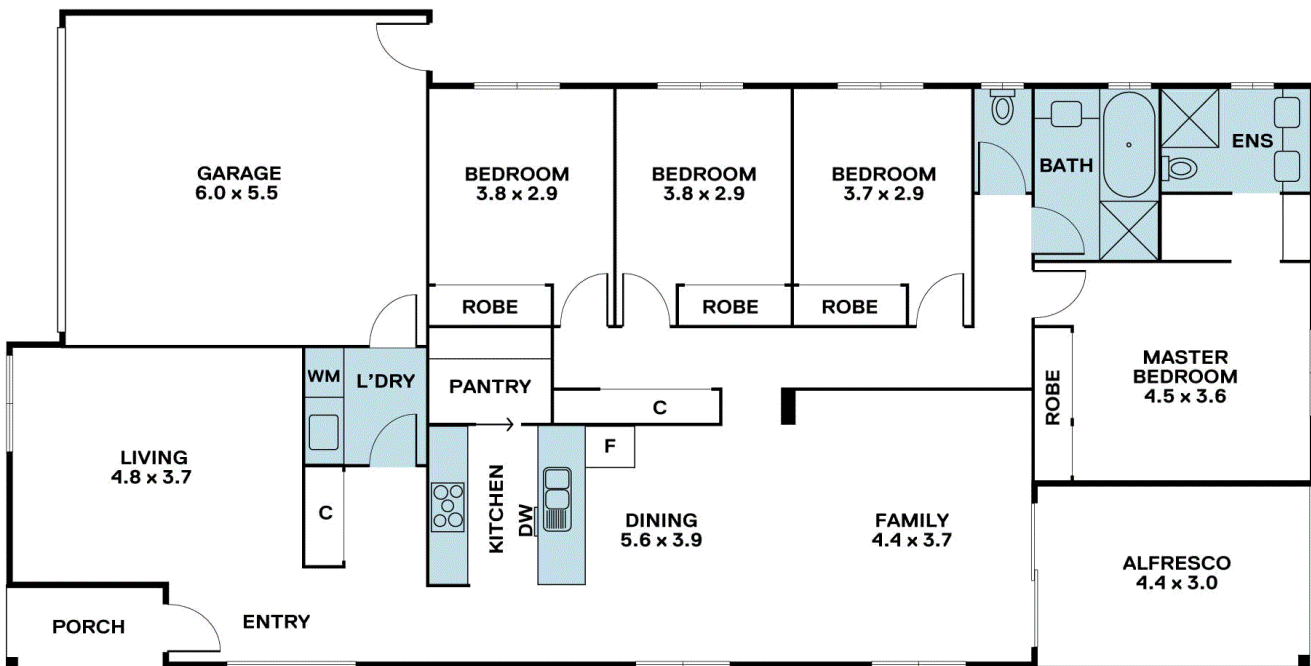 GARAGE
6.0 x 5.5
BEDROOM
3.8 x 2.9
BEDROOM
3.8 x 2.9
BEDROOM
3.7 x 2.9
BATH
ENS
ROBE
ROBE
ROBE
WM
L'DRY
PANTRY
C
ROBE
MASTER
BEDROOM
4.5 x 3.6
LIVING
4.8 x 3.7
C
KITCHEN
DW
F
DINING
5.6 x 3.9
FAMILY
4.4 x 3.7
ALFRESCO
4.4 x 3.0
PORCH
ENTRY